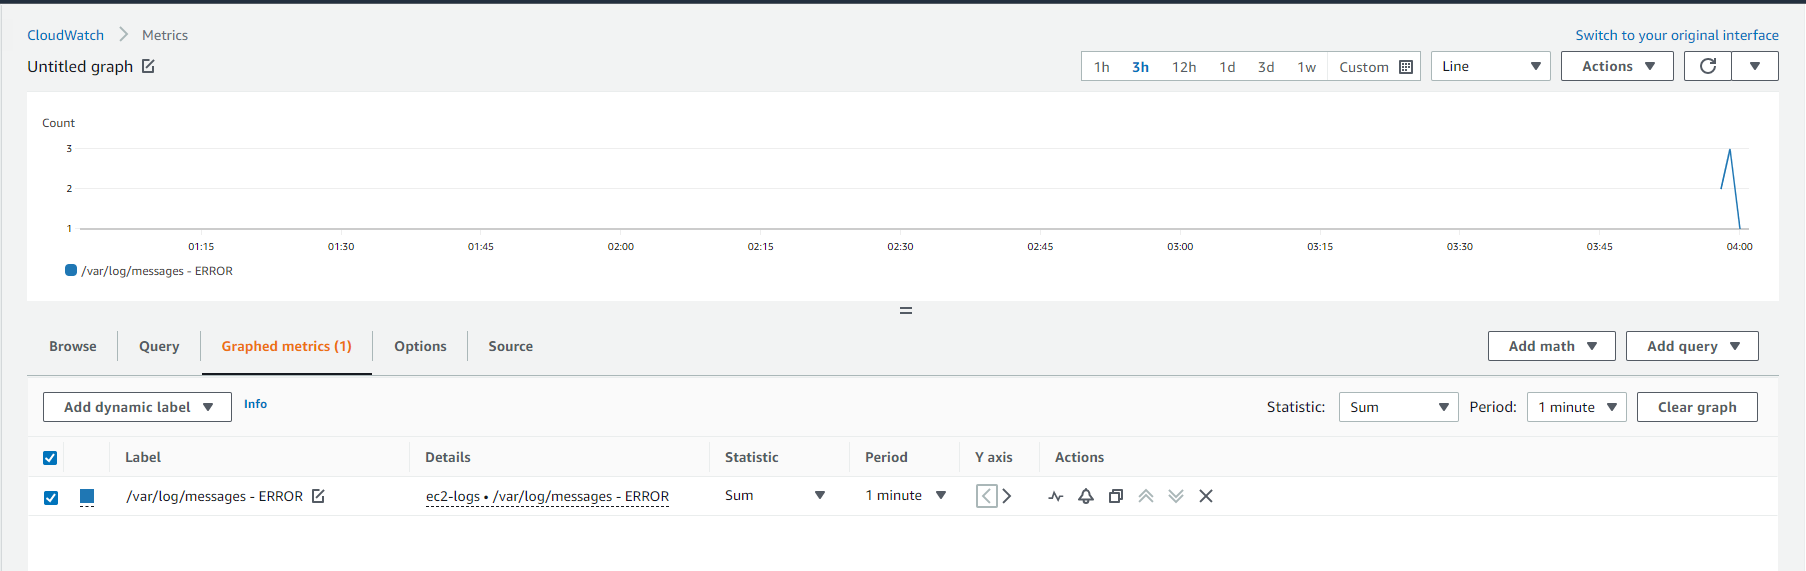 CloudWatch Metrics
Switch to your original interface
Untitled graph
1h 3h 12h 1d 3d 1w Custom Line Actions
Count
3
2
1
01:15 01:30 01:45 02:00 02:15 02:30 02:45 03:00 03:15 03:30 03:45 04:00
/var/log/messages - ERROR
Browse Query Graphed metrics (1) Options Source Add math Add query
Add dynamic label Info Statistic: Sum Period: 1 minute Clear graph
Label Details Statistic Period Y axis Actions
/var/log/messages - ERROR ec2-logs • /var/log/messages - ERROR Sum 1 minute